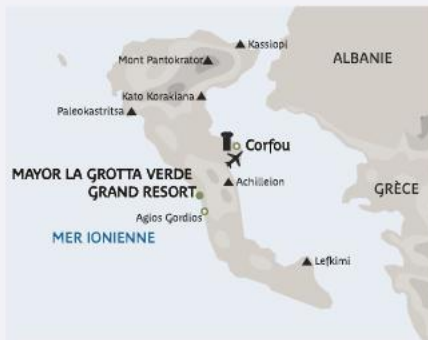 Kassiopi
Mont Pantokrator
ALBANIE
Kato Korakiana
Paleokastritsa
Corfou
MAYOR LA GROTTA VERDE
GRAND RESORT
Achilleion
GRÈCE
Agios Gordios
MER IONIENNE
Lefkimi